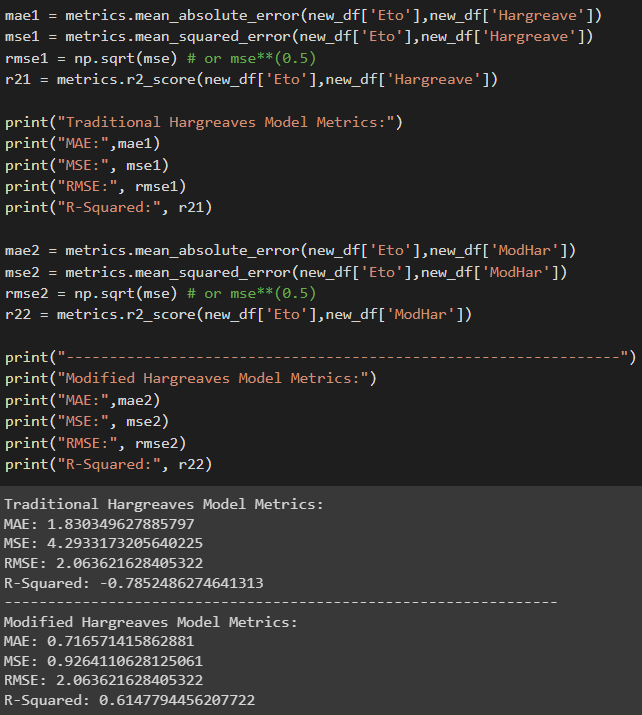 mae1 = metrics.mean_absolute_error(new_df['Eto'],new_df['Hargreave'])
mse1 = metrics.mean_squared_error(new_df['Eto'],new_df['Hargreave'])
rmse1 = np.sqrt(mse) # or mse**(0.5)
r21 = metrics.r2_score(new_df['Eto'],new_df['Hargreave'])

print("Traditional Hargreaves Model Metrics:")
print("MAE:",mae1)
print("MSE:", mse1)
print("RMSE:", rmse1)
print("R-Squared:", r21)

mae2 = metrics.mean_absolute_error(new_df['Eto'],new_df['ModHar'])
mse2 = metrics.mean_squared_error(new_df['Eto'],new_df['ModHar'])
rmse2 = np.sqrt(mse) # or mse**(0.5)
r22 = metrics.r2_score(new_df['Eto'],new_df['ModHar'])

print("----------------------------------------------------------------")
print("Modified Hargreaves Model Metrics:")
print("MAE:",mae2)
print("MSE:", mse2)
print("RMSE:", rmse2)
print("R-Squared:", r22)

Traditional Hargreaves Model Metrics:
MAE: 1.830349627885797
MSE: 4.2933173205640225
RMSE: 2.063621628405322
R-Squared: -0.7852486274641313
----------------------------------------------------------------
Modified Hargreaves Model Metrics:
MAE: 0.716571415862881
MSE: 0.9264110628125061
RMSE: 2.063621628405322
R-Squared: 0.6147794456207722